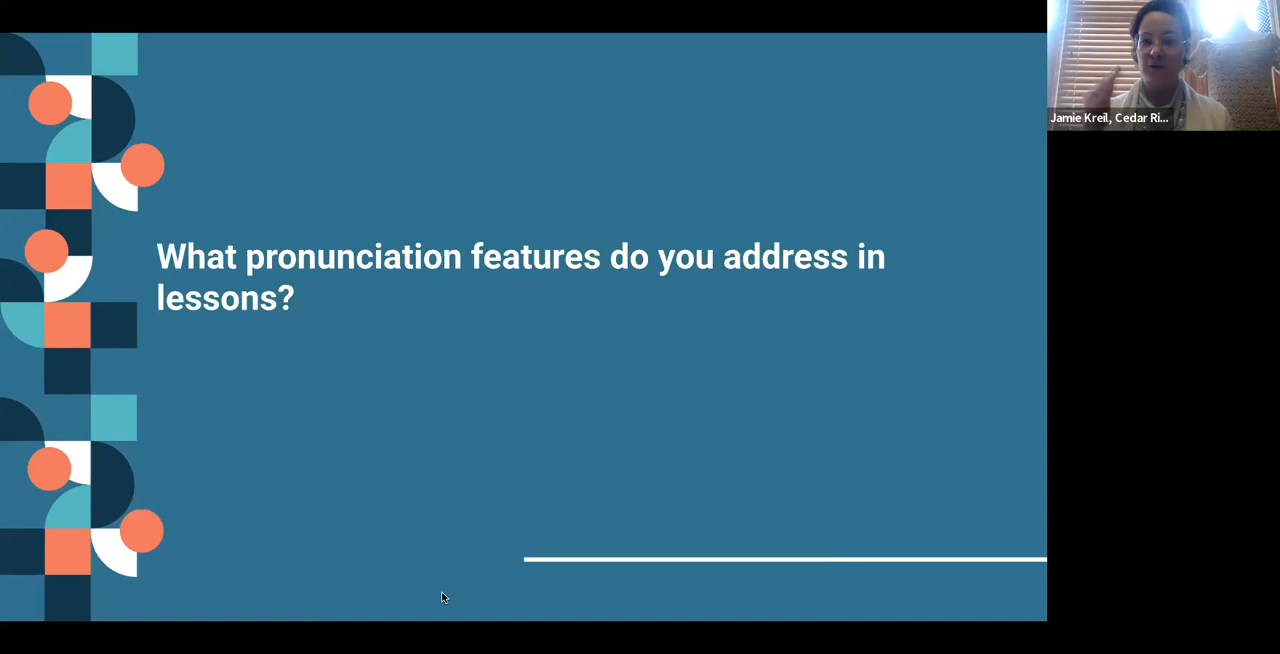 What pronunciation features do you address in
lessons?
Jamie Kreil, Cedar Ri...